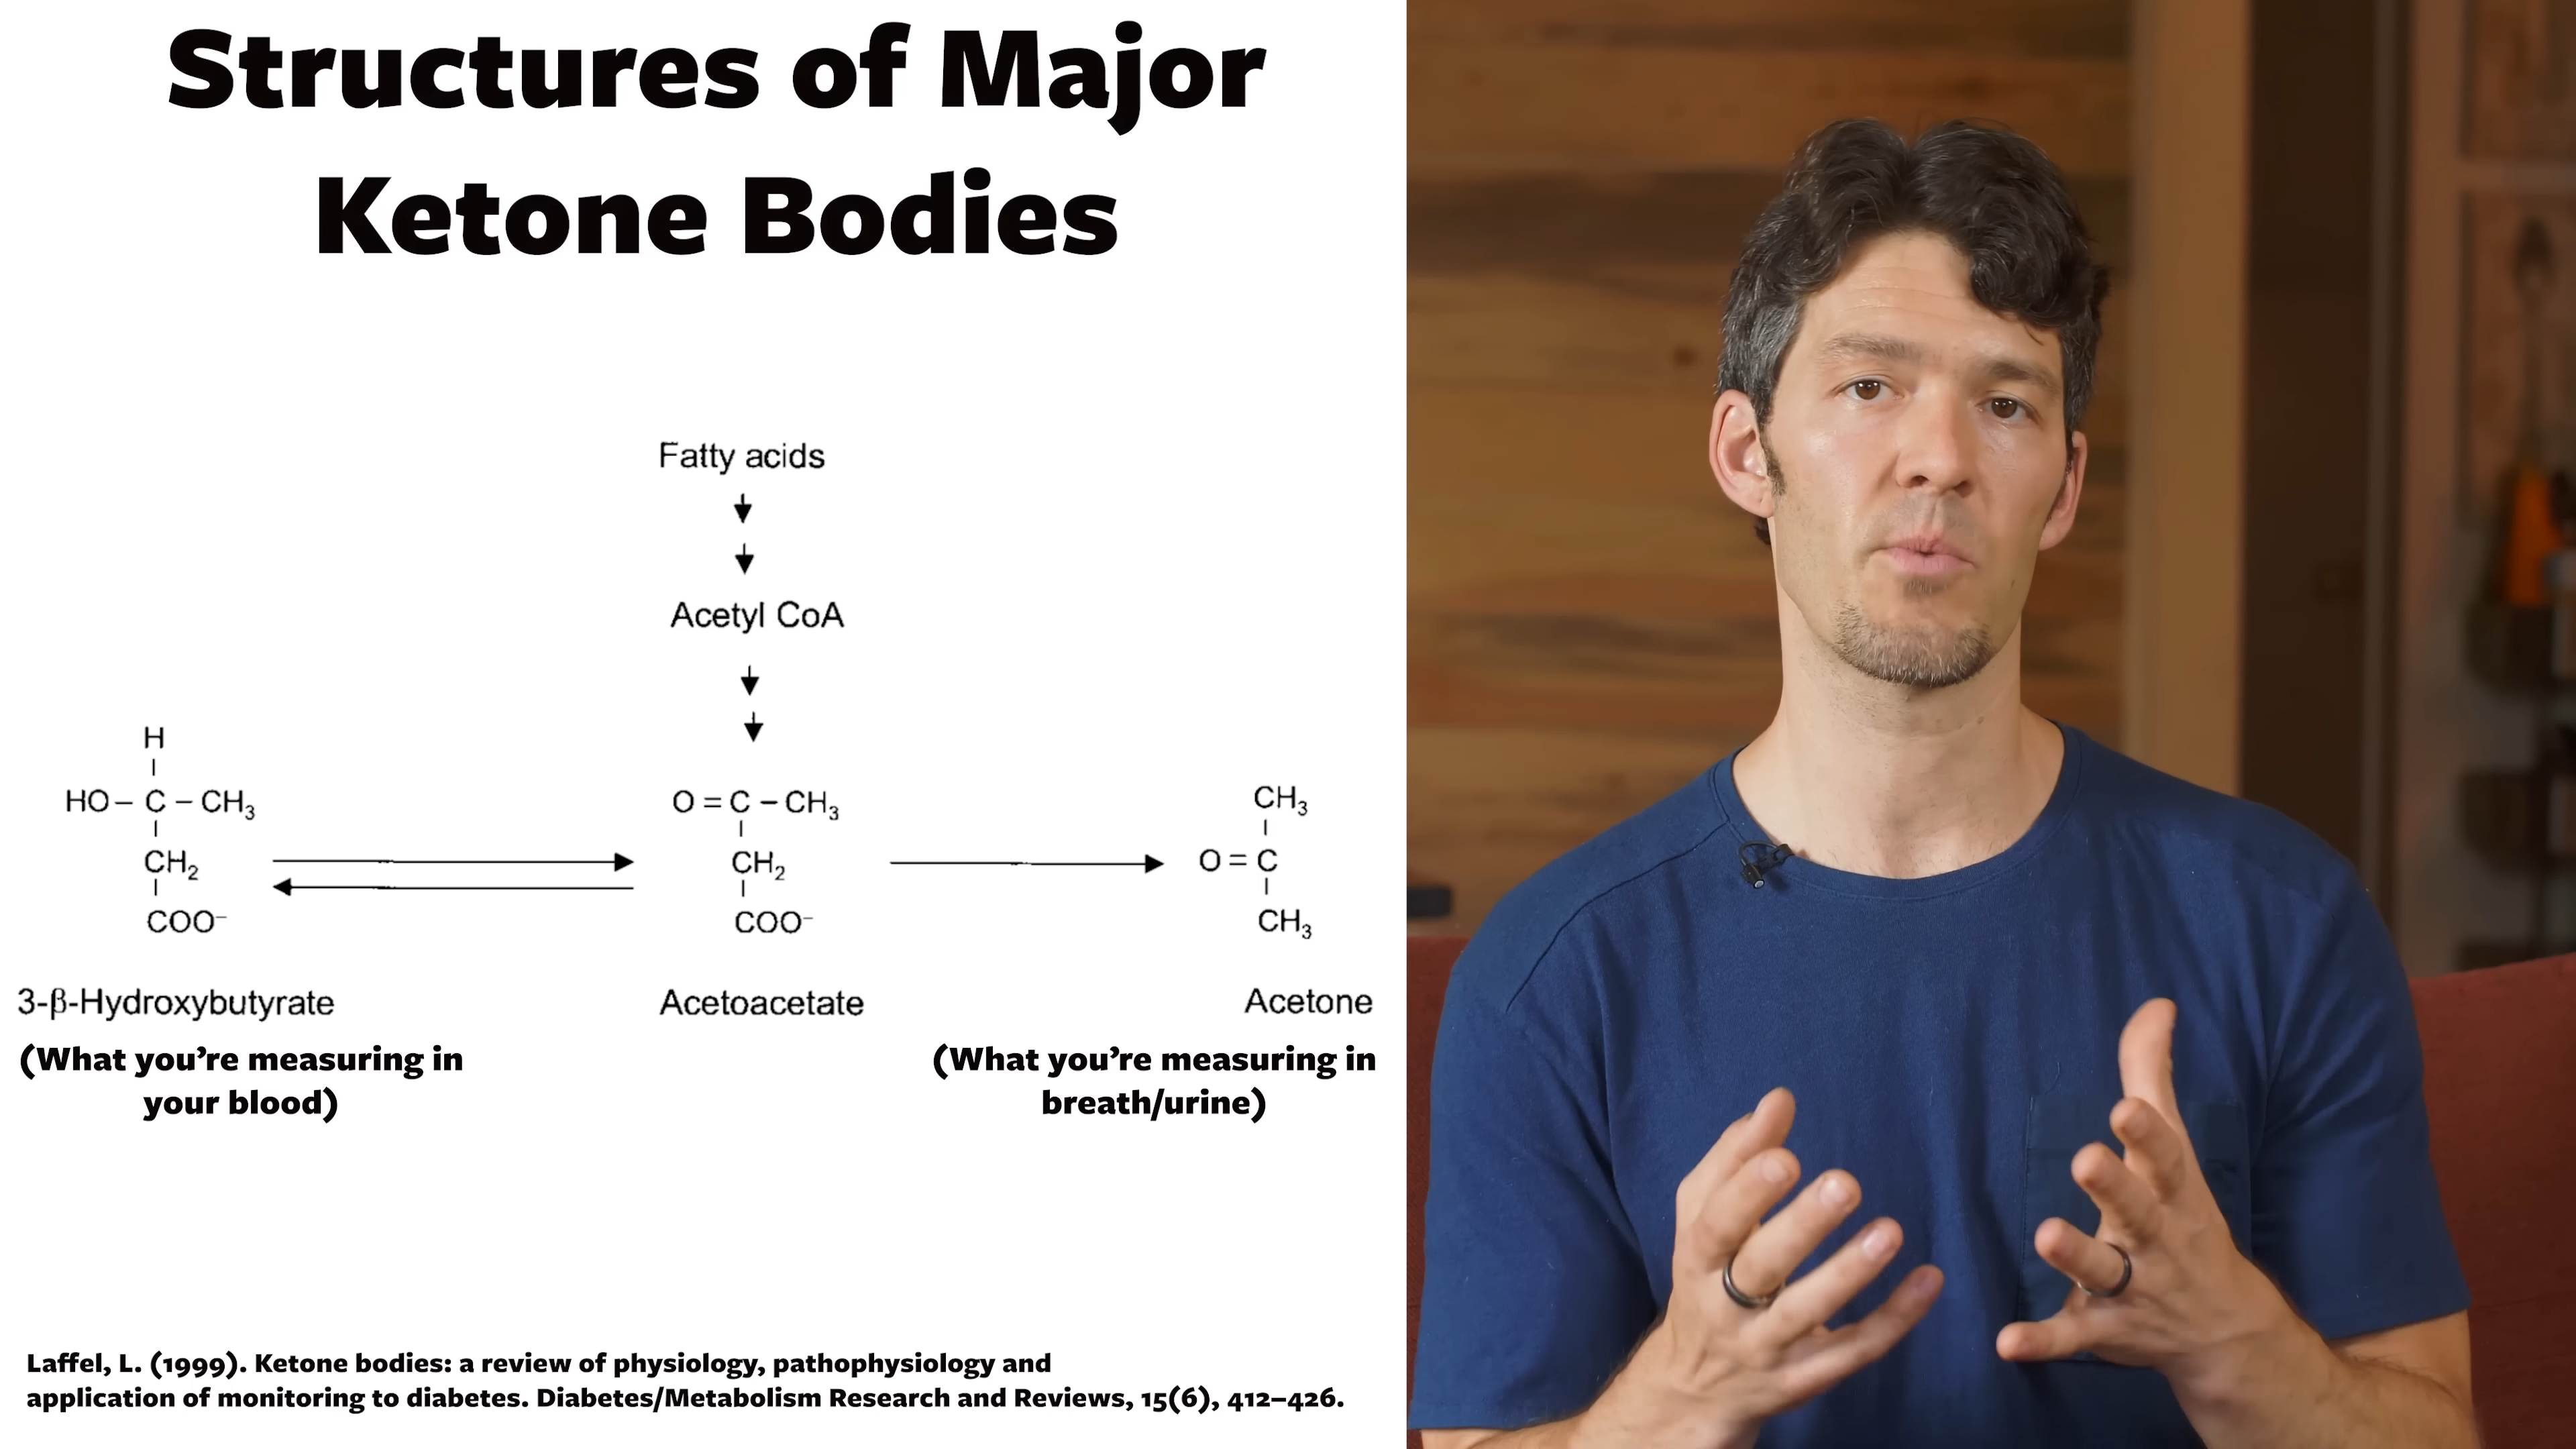 Structures of Major
Ketone Bodies
Fatty acids
Acetyl CoA
H
HO – C – CH₃
CH₂
COO⁻
3-β-Hydroxybutyrate
(What you’re measuring in
your blood)
O = C – CH₃
CH₂
COO⁻
Acetoacetate
CH₃
O = C
CH₃
Acetone
(What you’re measuring in
breath/urine)
Laffel, L. (1999). Ketone bodies: a review of physiology, pathophysiology and
application of monitoring to diabetes. Diabetes/Metabolism Research and Reviews, 15(6), 412–426.